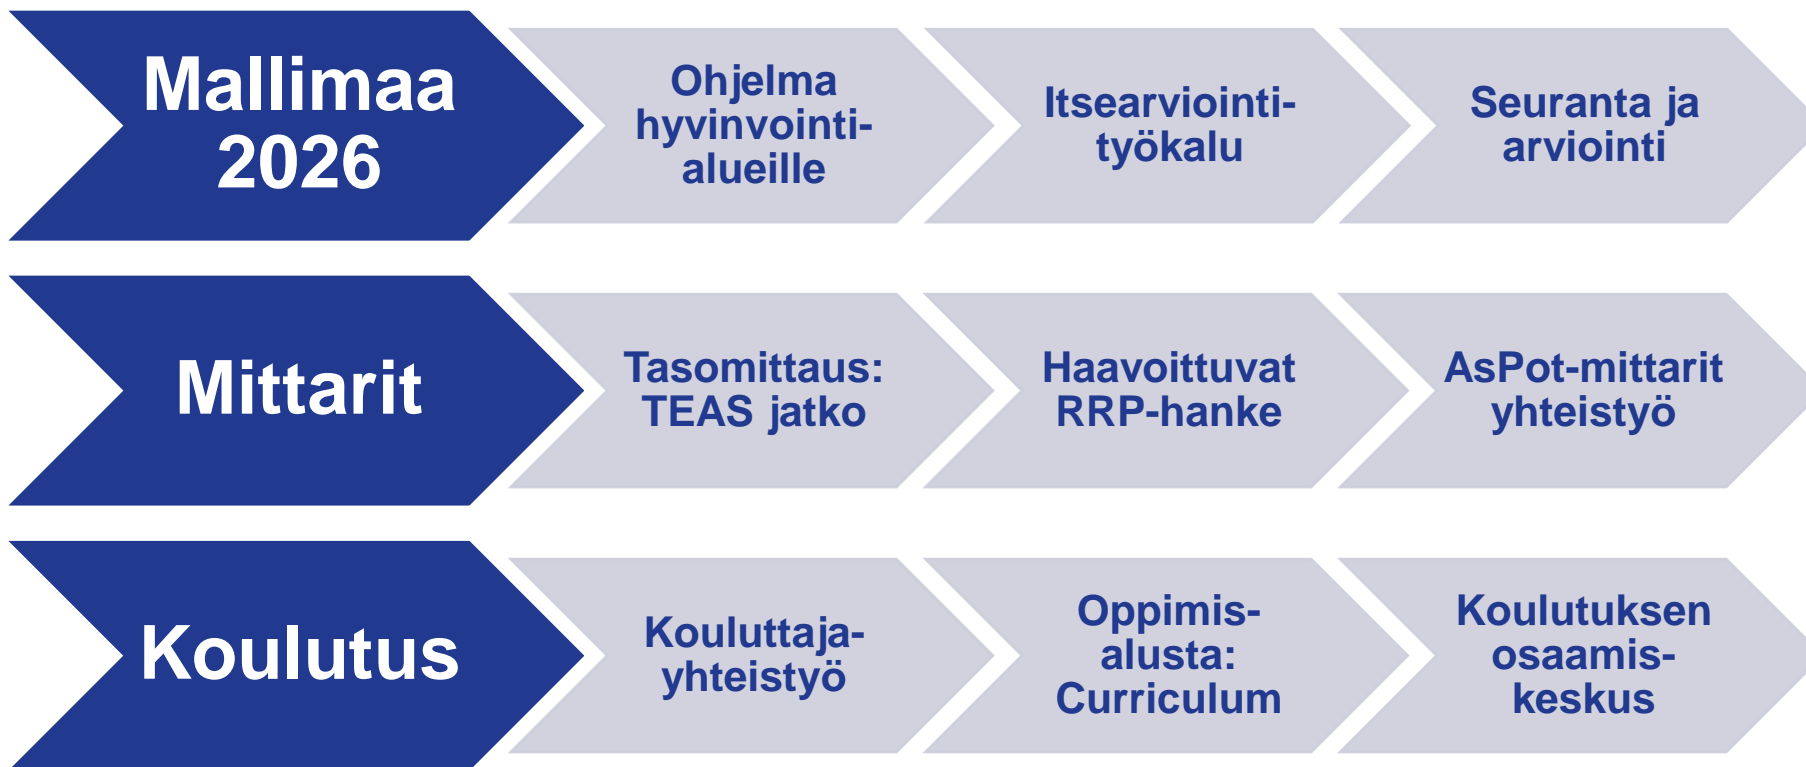 Mallimaa
2026
Ohjelma
hyvinvointi-
alueille
Itsearviointi-
työkalu
Seuranta ja
arviointi
Mittarit
Tasomittaus:
TEAS jatko
Haavoittuvat
RRP-hanke
AsPot-mittarit
yhteistyö
Koulutus
Kouluttaja-
yhteistyö
Oppimis-
alusta:
Curriculum
Koulutuksen
osaamis-
keskus